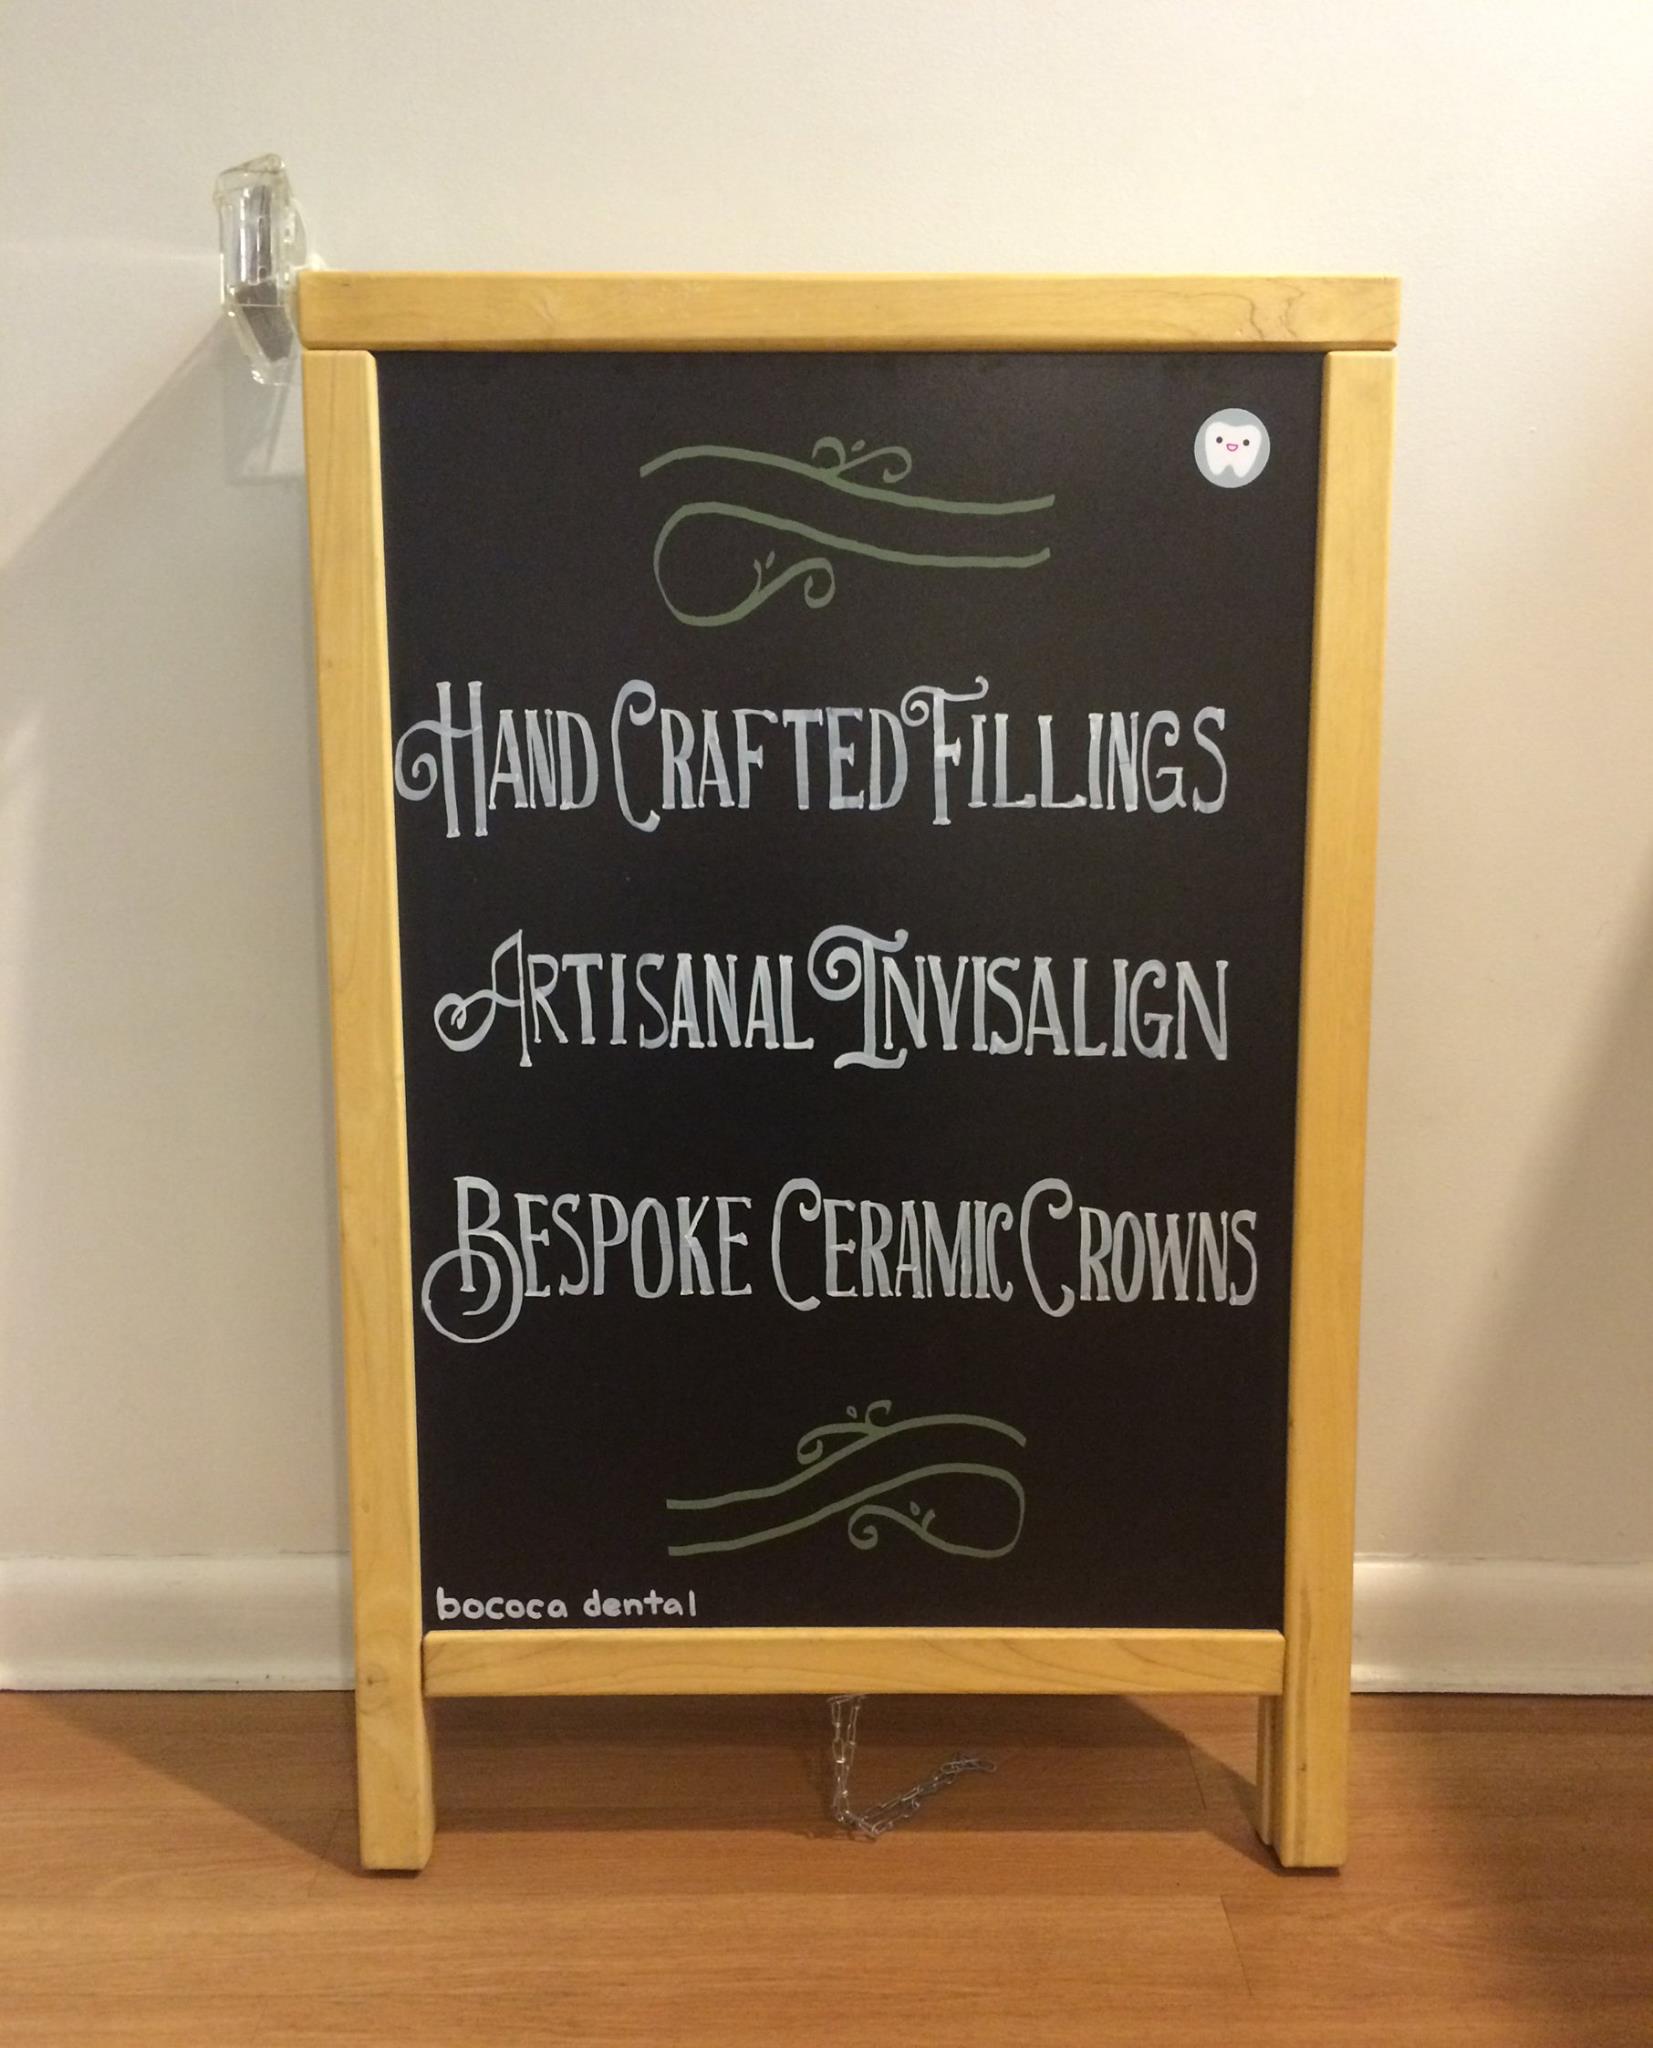 Hand Crafted Fillings
Artisanal Invisalign
Bespoke Ceramic Crowns
bococa dental